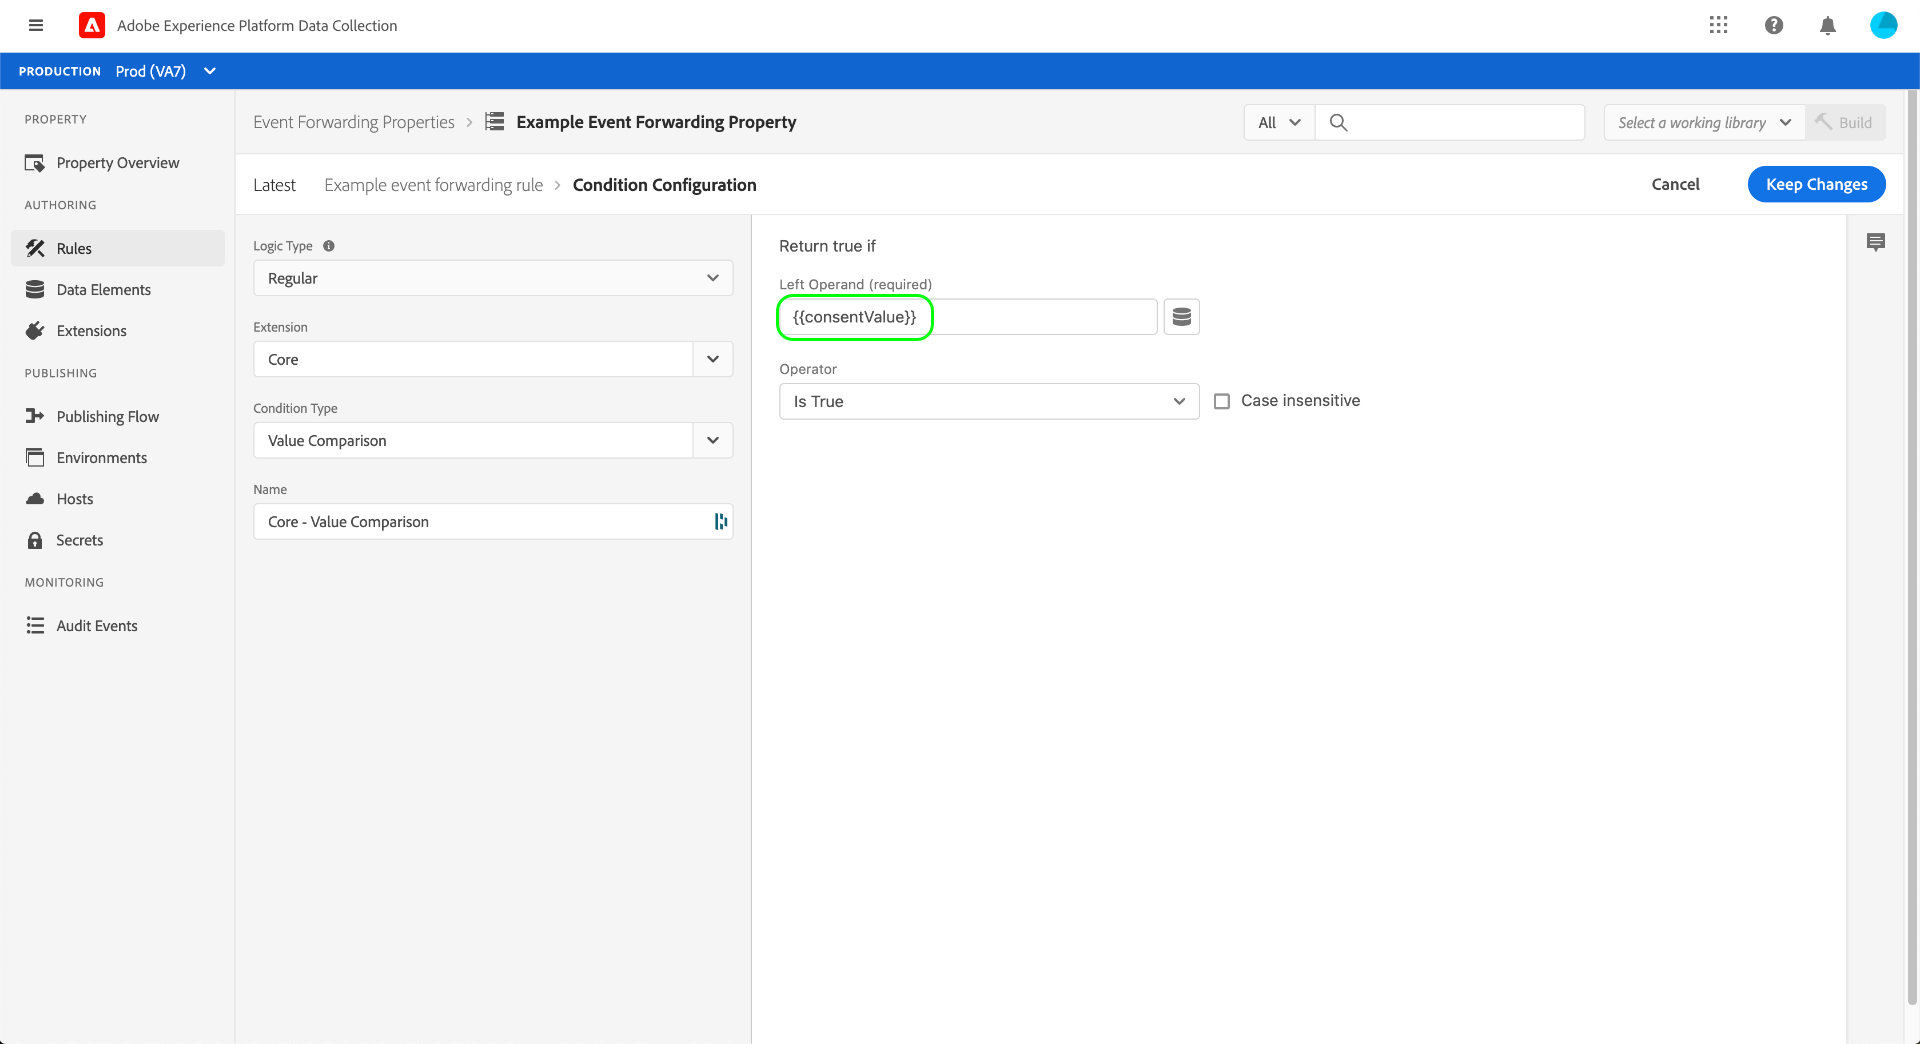 Adobe Experience Platform Data Collection
PRODUCTION Prod (VA7)
PROPERTY
Property Overview
AUTHORING
Rules
Data Elements
Extensions
PUBLISHING
Publishing Flow
Environments
Hosts
Secrets
MONITORING
Audit Events
Event Forwarding Properties > Example Event Forwarding Property
All
Select a working library
Build
Latest Example event forwarding rule > Condition Configuration
Cancel
Keep Changes
Logic Type
Regular
Extension
Core
Condition Type
Value Comparison
Name
Core - Value Comparison
Return true if
Left Operand (required)
{{consentValue}}
Operator
Is True
Case insensitive